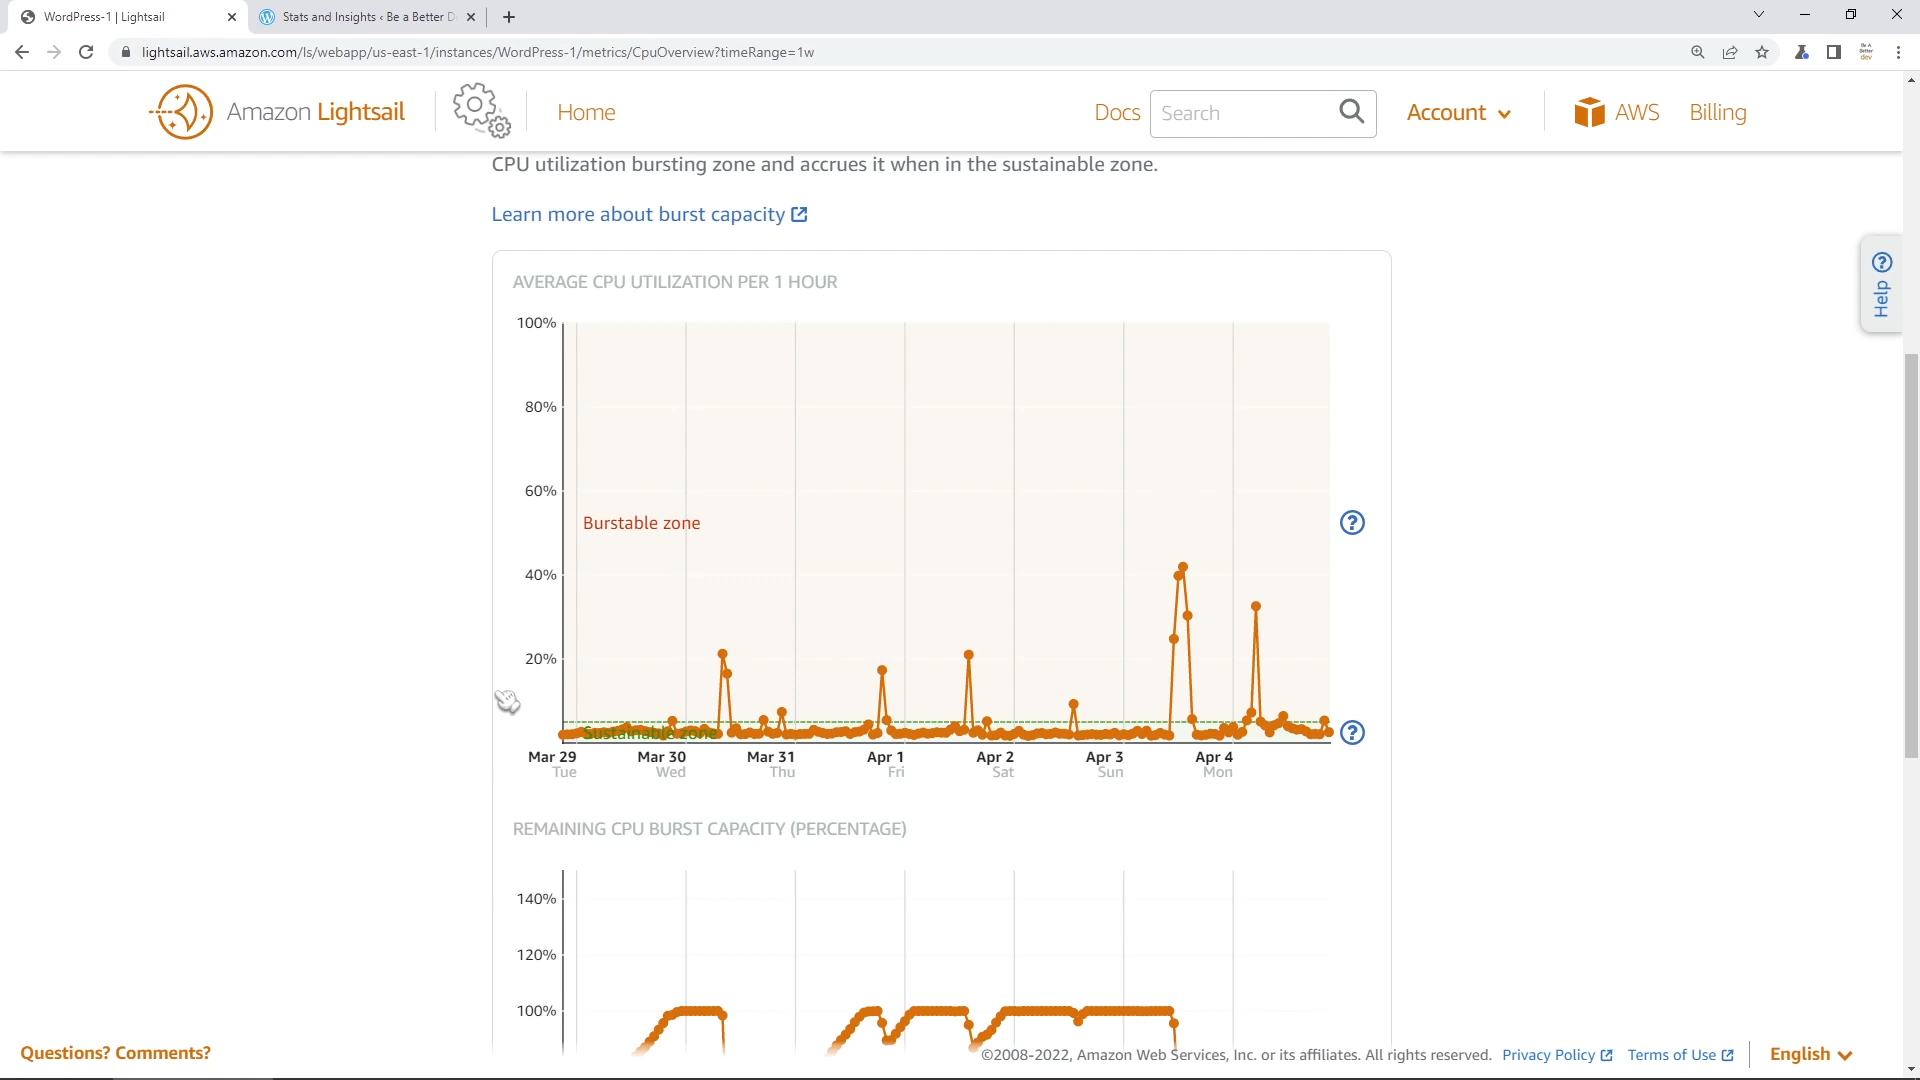 WordPress-1 | Lightsail
Stats and Insights ‹ Be a Better D
lightsail.aws.amazon.com/ls/webapp/us-east-1/instances/WordPress-1/metrics/CpuOverview?timeRange=1w
Be A
Better
dev
Amazon Lightsail
Home
Docs
Search
Account
AWS
Billing
CPU utilization bursting zone and accrues it when in the sustainable zone.
Learn more about burst capacity
Help
AVERAGE CPU UTILIZATION PER 1 HOUR
100%
80%
60%
Burstable zone
40%
20%
Sustainable zone
Mar 29 Mar 30 Mar 31 Apr 1 Apr 2 Apr 3 Apr 4
Tue Wed Thu Fri Sat Sun Mon
REMAINING CPU BURST CAPACITY (PERCENTAGE)
140%
120%
100%
Questions? Comments?
©2008-2022, Amazon Web Services, Inc. or its affiliates. All rights reserved. Privacy Policy Terms of Use English